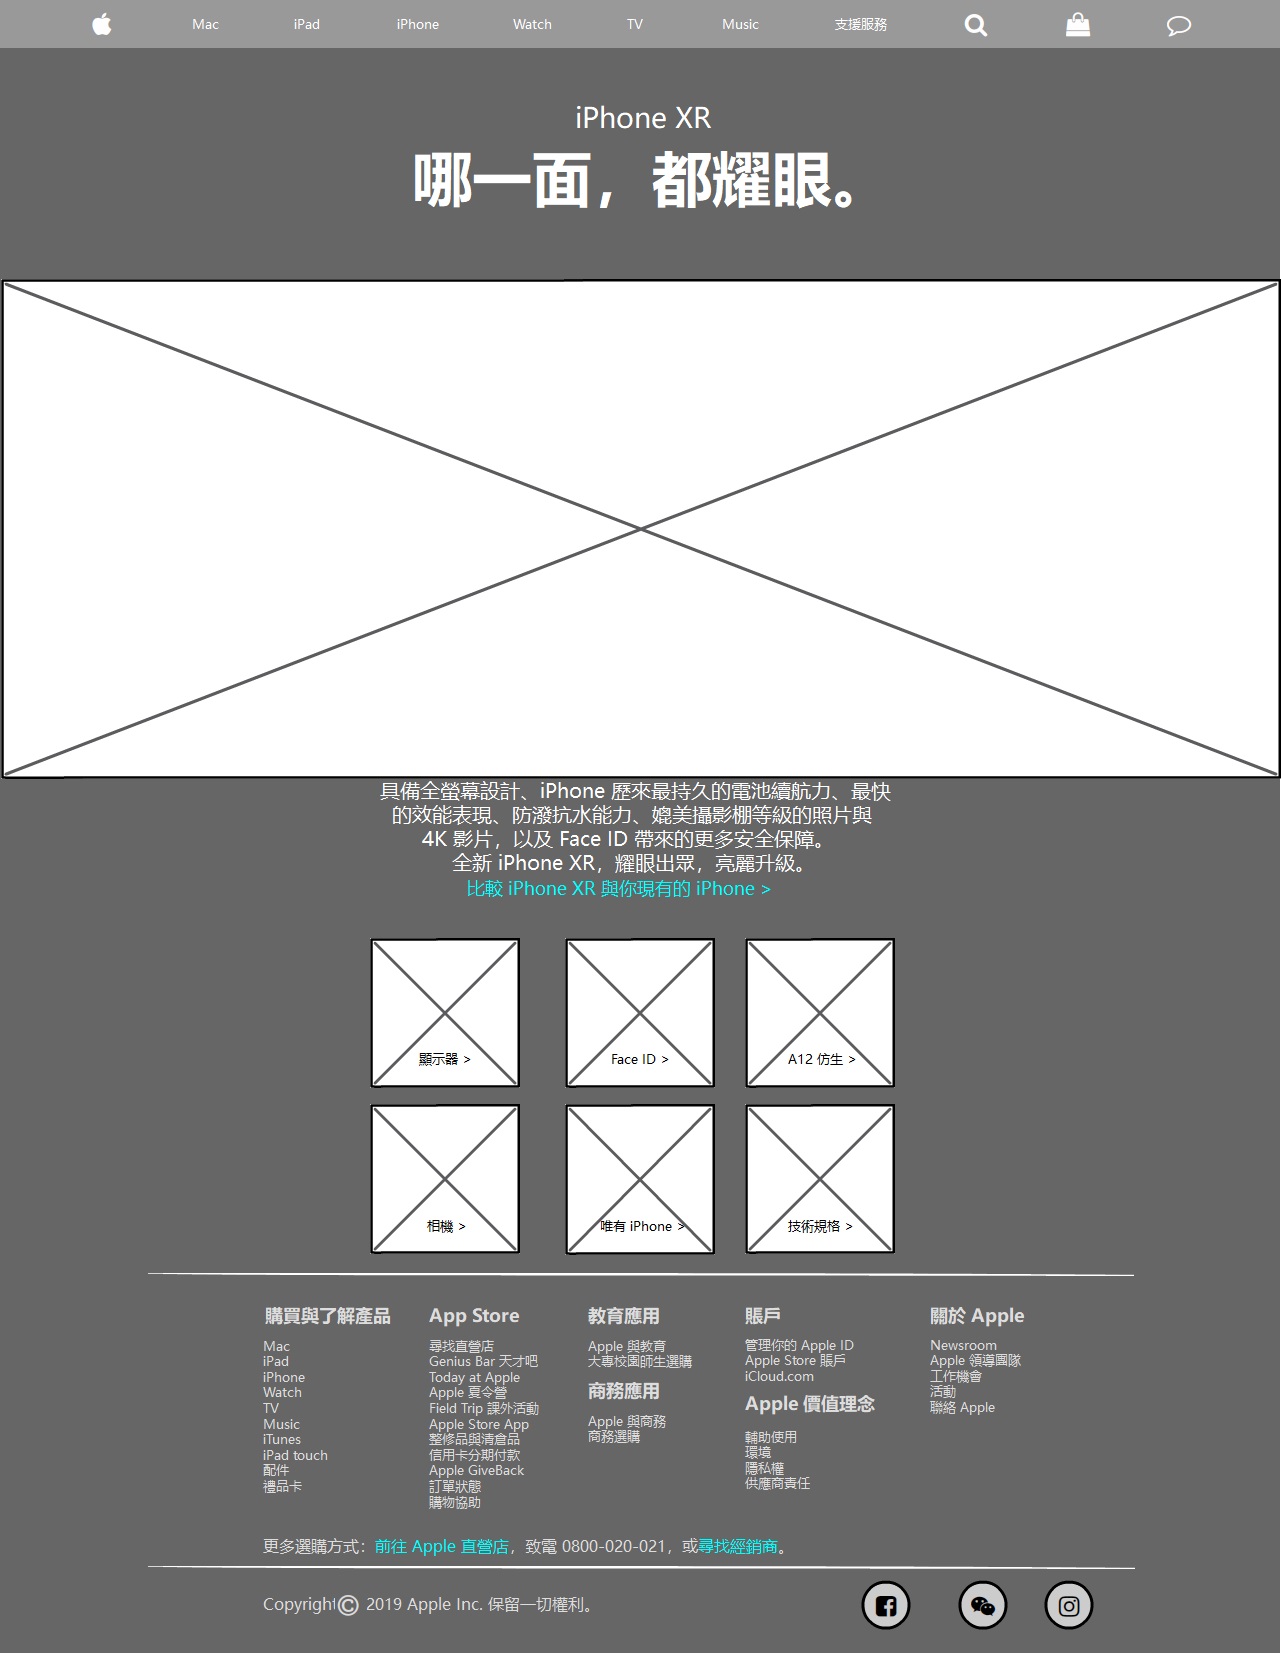 Mac iPad iPhone Watch TV Music 支援服務
iPhone XR
哪一面，都耀眼。
具備全螢幕設計、iPhone 歷來最持久的電池續航力、最快
的效能表現、防潑抗水能力、媲美攝影棚等級的照片與
4K 影片，以及 Face ID 帶來的更多安全保障。
全新 iPhone XR，耀眼出眾，亮麗升級。
比較 iPhone XR 與你現有的 iPhone >
顯示器 >
Face ID >
A12 仿生 >
相機 >
唯有 iPhone >
技術規格 >
購買與了解產品
Mac
iPad
iPhone
Watch
TV
Music
iTunes
iPad touch
配件
禮品卡
App Store
尋找直營店
Genius Bar 天才吧
Today at Apple
Apple 夏令營
Field Trip 課外活動
Apple Store App
整修品與清倉品
信用卡分期付款
Apple GiveBack
訂單狀態
購物協助
教育應用
Apple 與教育
大專校園師生選購
商務應用
Apple 與商務
商務選購
賬戶
管理你的 Apple ID
Apple Store 賬戶
iCloud.com
Apple 價值理念
輔助使用
環境
隱私權
供應商責任
關於 Apple
Newsroom
Apple 領導團隊
工作機會
活動
聯絡 Apple
更多選購方式：前往 Apple 直營店，致電 0800-020-021，或尋找經銷商。
Copyright© 2019 Apple Inc. 保留一切權利。